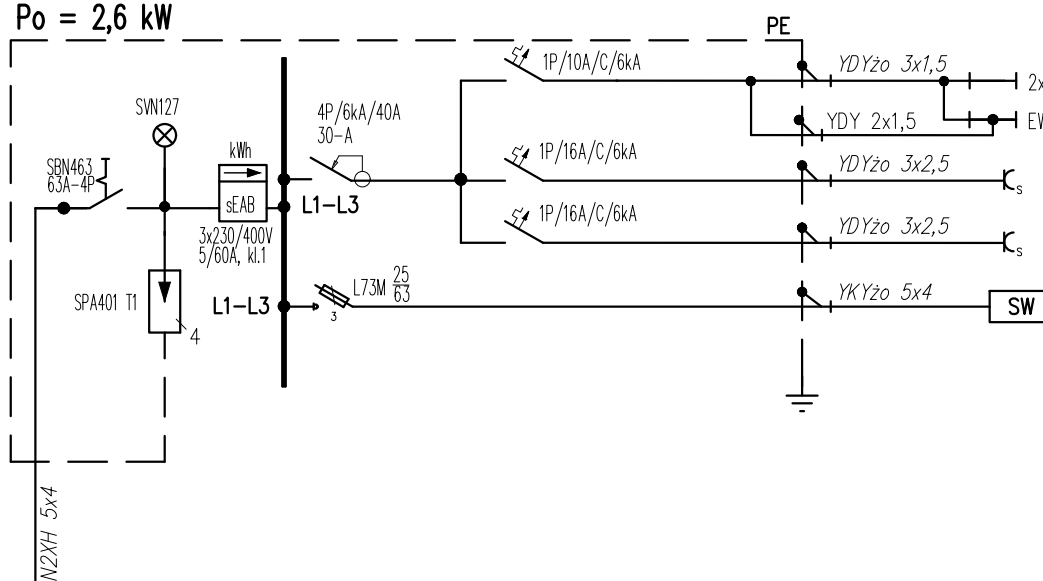 Po = 2,6 kW
PE
1P/10A/C/6kA
YDYżo 3x1,5
2x
SVN127
4P/6kA/40A
30-A
YDY 2x1,5
kWh
1P/16A/C/6kA
YDYżo 3x2,5
s
SBN463
63A-4P
sEAB
L1-L3
1P/16A/C/6kA
YDYżo 3x2,5
s
3x230/400V
5/60A, kl.1
SPA401 T1
4
L1-L3
3
L73M 25
63
YKYżo 5x4
SW
N2XH 5x4